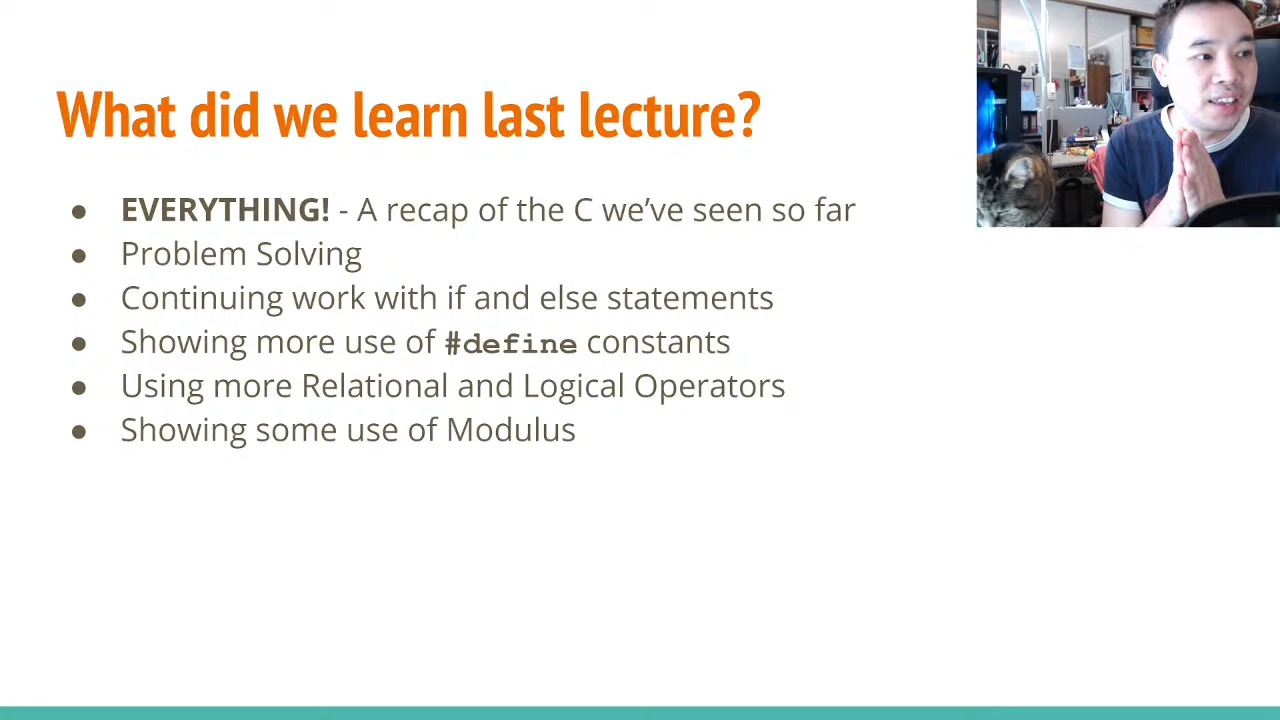 What did we learn last lecture?
● EVERYTHING! - A recap of the C we’ve seen so far
● Problem Solving
● Continuing work with if and else statements
● Showing more use of #define constants
● Using more Relational and Logical Operators
● Showing some use of Modulus